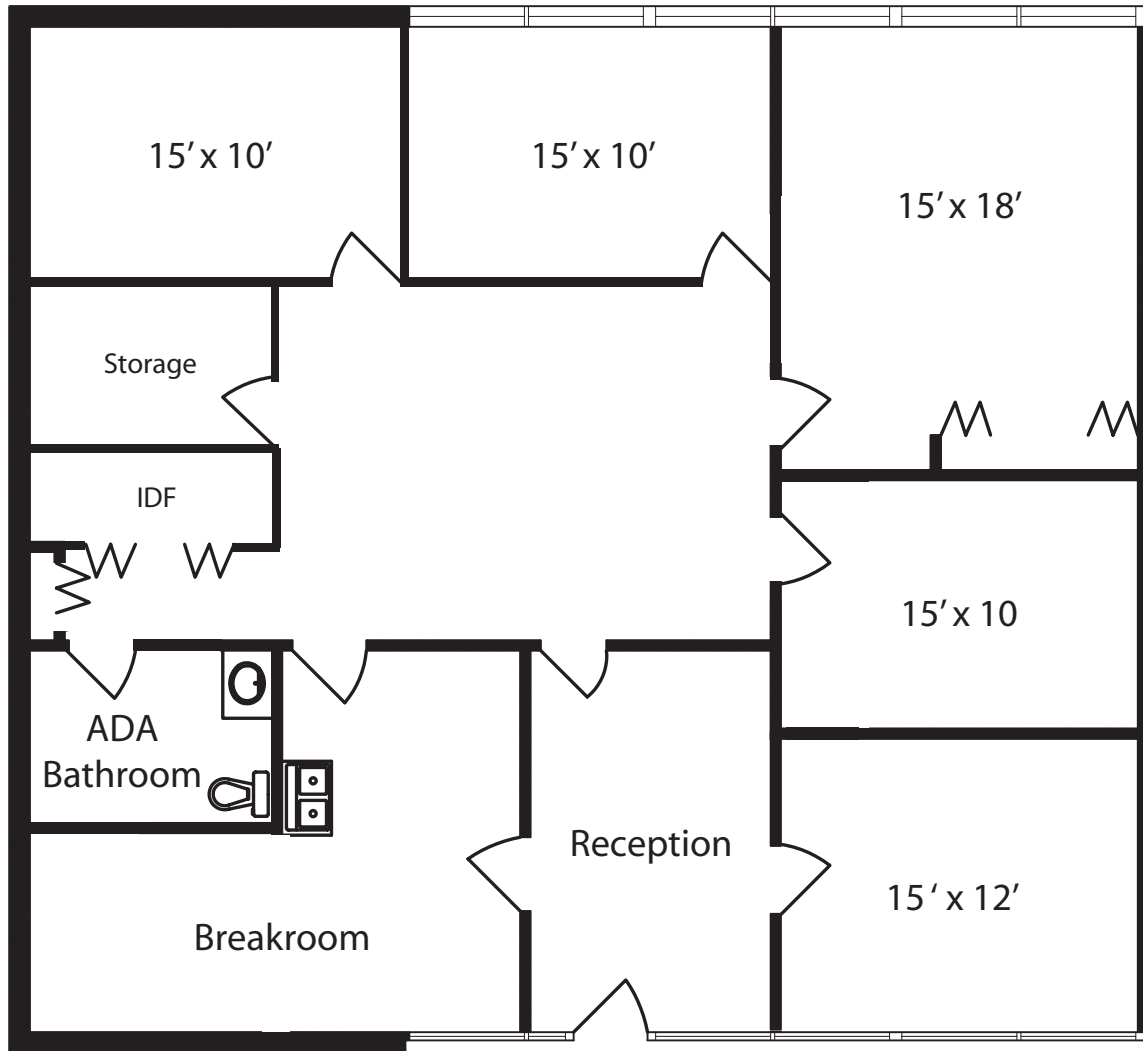 15’ x 10’
15’ x 10’
15’ x 18’
Storage
IDF
15’ x 10
ADA
Bathroom
Reception
15 ‘ x 12’
Breakroom